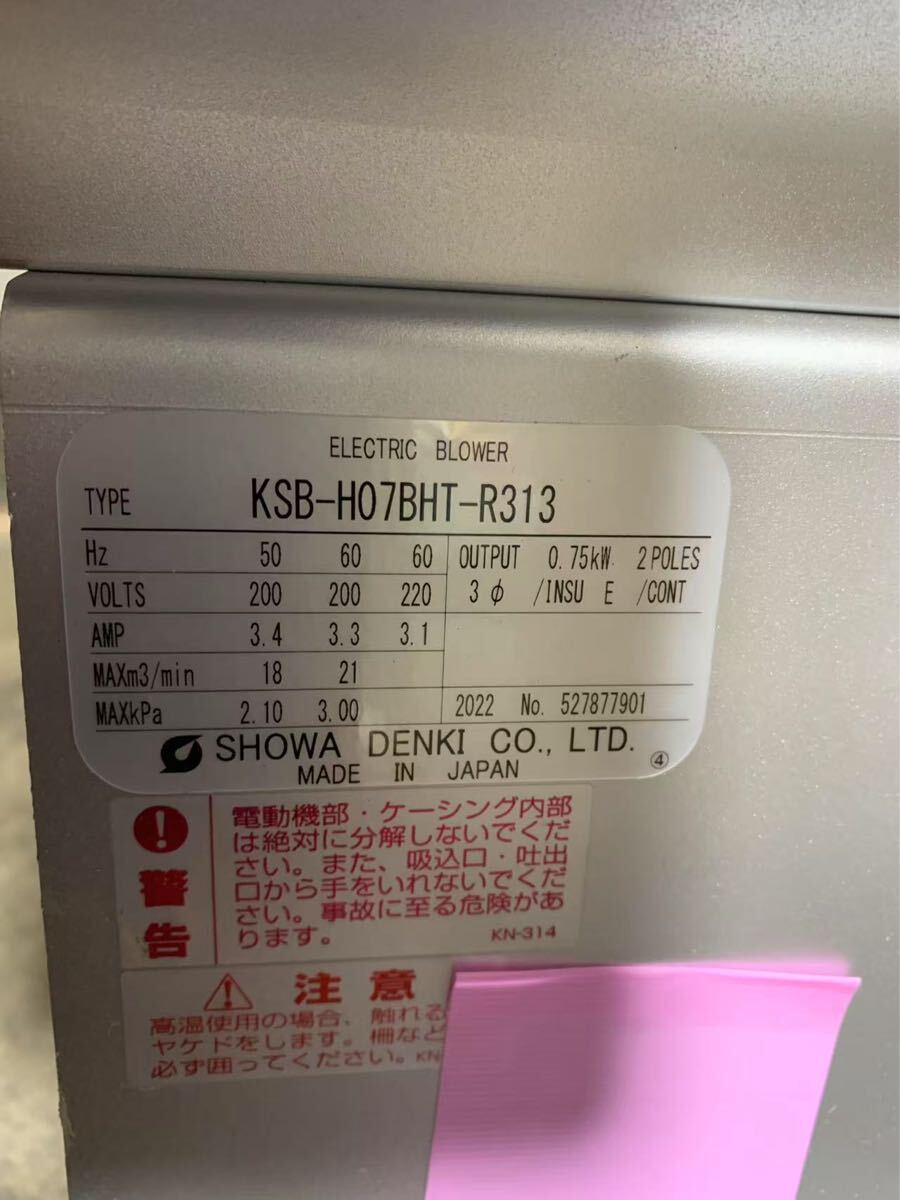 ELECTRIC BLOWER
TYPE KSB-H07BHT-R313
Hz 50 60 60 OUTPUT 0.75kW 2 POLES
VOLTS 200 200 220 3 φ /INSU E /CONT
AMP 3.4 3.3 3.1
MAXm3/min 18 21
MAXkPa 2.10 3.00 2022 No. 527877901
SHOWA DENKI CO., LTD.
MADE IN JAPAN ④
警告
電動機部・ケーシング内部
は絶対に分解しないでくだ
さい。また、吸込口・吐出
口から手をいれないでくだ
さい。事故に至る危険があ
ります。 KN-314
注意
高温使用の場合、触れる
ヤケドをします。柵など
必ず囲ってください。KN-